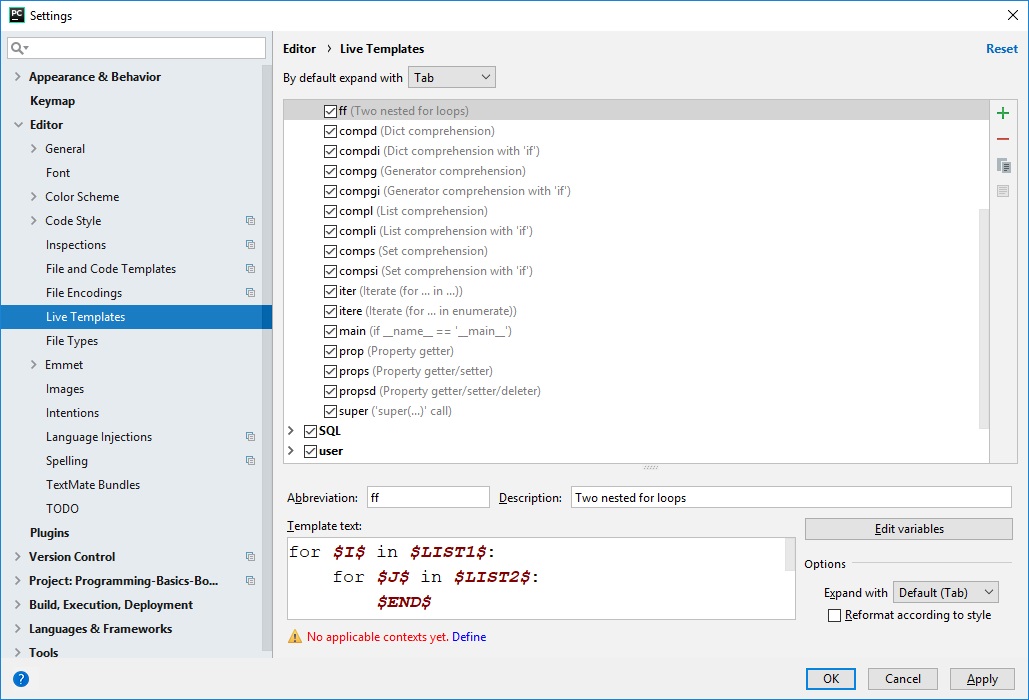 PC Settings
Editor › Live Templates Reset
By default expand with Tab
Appearance & Behavior
Keymap
Editor
General
Font
Color Scheme
Code Style
Inspections
File and Code Templates
File Encodings
Live Templates
File Types
Emmet
Images
Intentions
Language Injections
Spelling
TextMate Bundles
TODO
Plugins
Version Control
Project: Programming-Basics-Bo...
Build, Execution, Deployment
Languages & Frameworks
Tools
ff (Two nested for loops)
compd (Dict comprehension)
compdi (Dict comprehension with 'if')
compg (Generator comprehension)
compgi (Generator comprehension with 'if')
compl (List comprehension)
compli (List comprehension with 'if')
comps (Set comprehension)
compsi (Set comprehension with 'if')
iter (Iterate (for ... in ...))
itere (Iterate (for ... in enumerate))
main (if __name__ == '__main__')
prop (Property getter)
props (Property getter/setter)
propsd (Property getter/setter/deleter)
super ('super(...)' call)
SQL
user
Abbreviation: ff Description: Two nested for loops
Template text:
for $I$ in $LIST1$:
for $J$ in $LIST2$:
$END$
No applicable contexts yet. Define
Edit variables
Options
Expand with Default (Tab)
Reformat according to style
? OK Cancel Apply